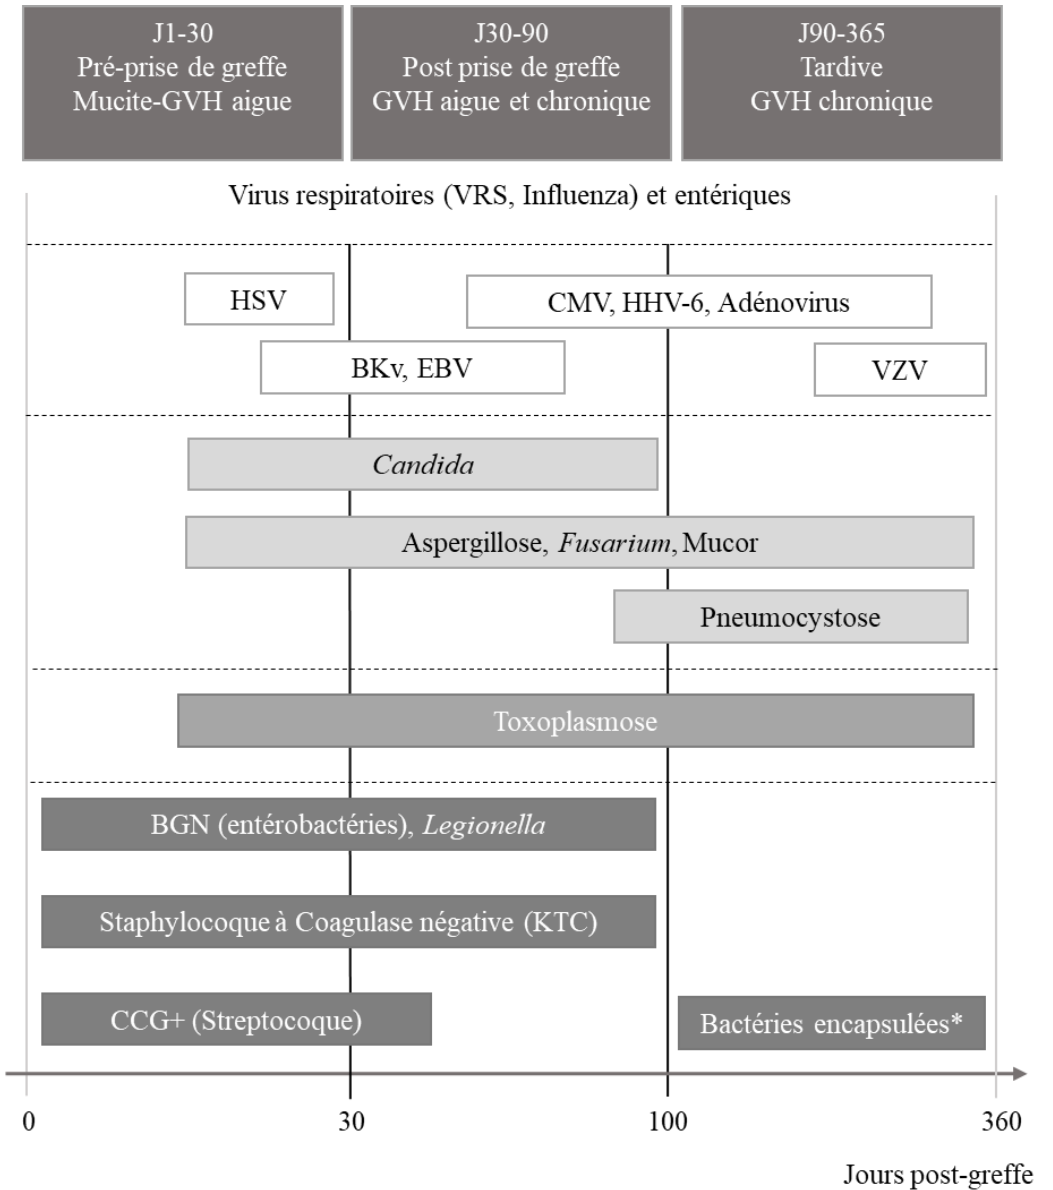 J1-30
Pré-prise de greffe
Mucite-GVH aigue
J30-90
Post prise de greffe
GVH aigue et chronique
J90-365
Tardive
GVH chronique
Virus respiratoires (VRS, Influenza) et entériques
HSV
CMV, HHV-6, Adénovirus
BKv, EBV
VZV
Candida
Aspergillose, Fusarium, Mucor
Pneumocystose
Toxoplasmose
BGN (entérobactéries), Legionella
Staphylocoque à Coagulase négative (KTC)
CCG+ (Streptocoque)
Bactéries encapsulées*
0
30
100
360
Jours post-greffe